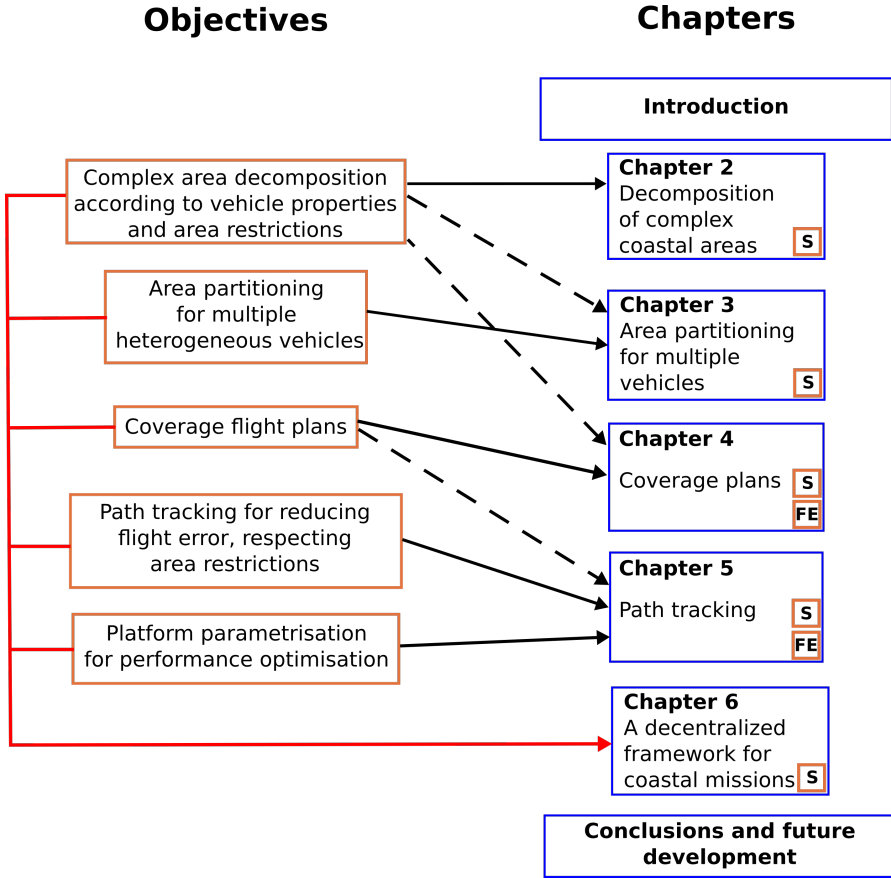 Objectives
Chapters
Introduction
Complex area decomposition
according to vehicle properties
and area restrictions
Area partitioning
for multiple
heterogeneous vehicles
Coverage flight plans
Path tracking for reducing
flight error, respecting
area restrictions
Platform parametrisation
for performance optimisation
Chapter 2
Decomposition
of complex
coastal areas
S
Chapter 3
Area partitioning
for multiple
vehicles
S
Chapter 4
Coverage plans
S
FE
Chapter 5
Path tracking
S
FE
Chapter 6
A decentralized
framework for
coastal missions
S
Conclusions and future
development